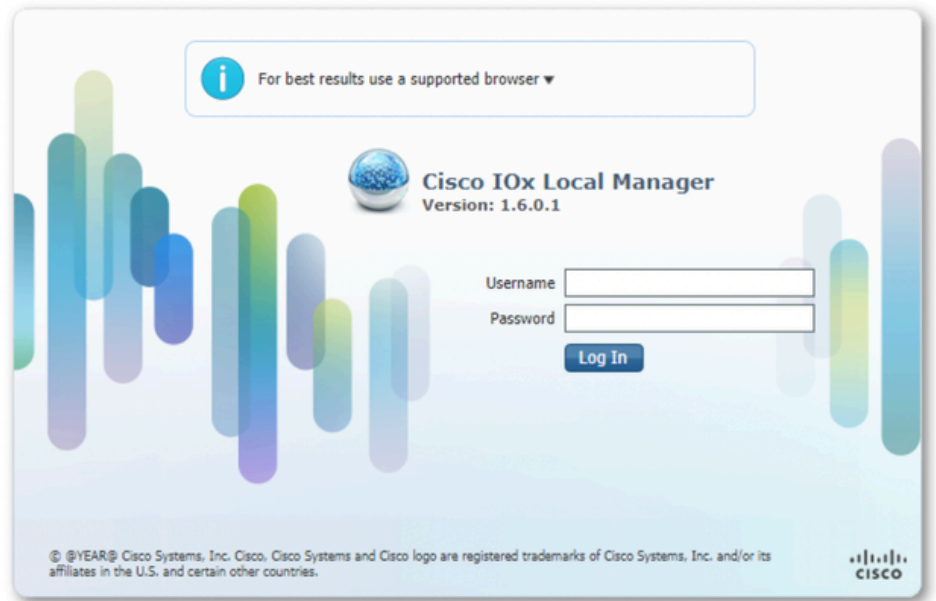 For best results use a supported browser ▾
Cisco IOx Local Manager
Version: 1.6.0.1
Username
Password
Log In
© @YEAR@ Cisco Systems, Inc. Cisco, Cisco Systems and Cisco logo are registered trademarks of Cisco Systems, Inc. and/or its
affiliates in the U.S. and certain other countries.
CISCO